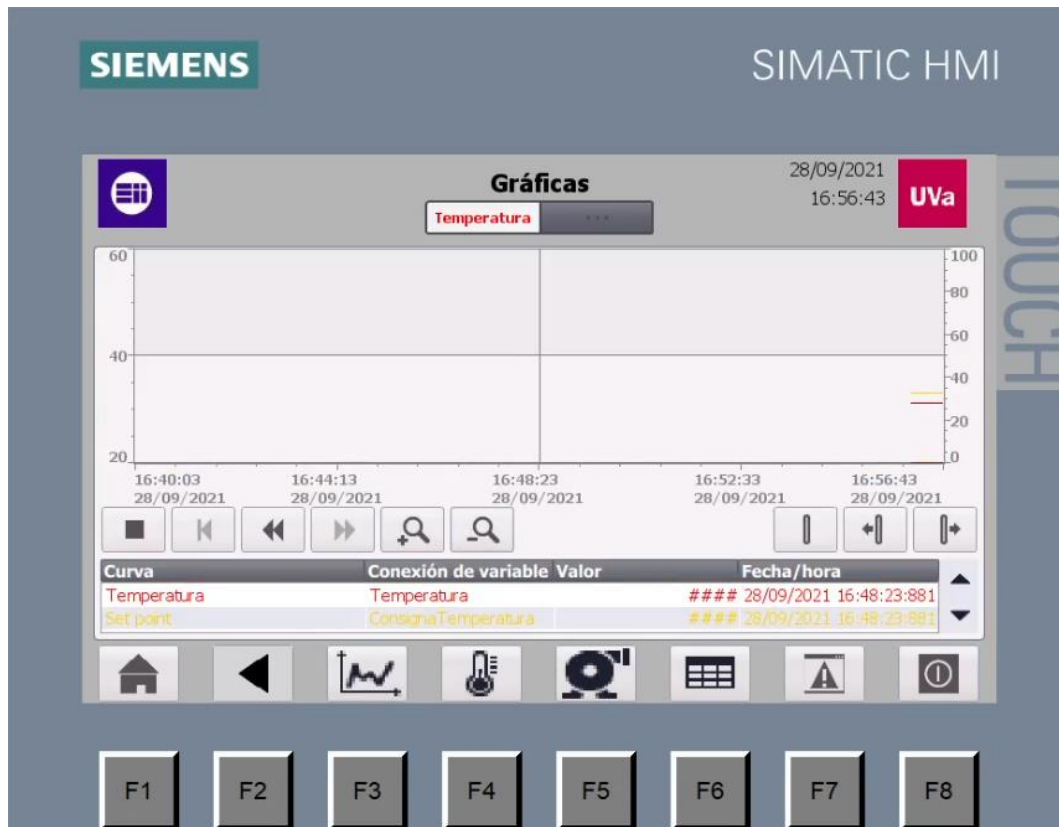 SIEMENS
SIMATIC HMI
TOUCH
Eii
Gráficas
28/09/2021
16:56:43
UVa
Temperatura
...
60
40
20
100
80
60
40
20
0
16:40:03 16:44:13 16:48:23 16:52:33 16:56:43
28/09/2021 28/09/2021 28/09/2021 28/09/2021 28/09/2021
Curva Conexión de variable Valor Fecha/hora
Temperatura Temperatura #### 28/09/2021 16:48:23:881
Set point ConsignaTemperatura #### 28/09/2021 16:48:23:881
F1 F2 F3 F4 F5 F6 F7 F8